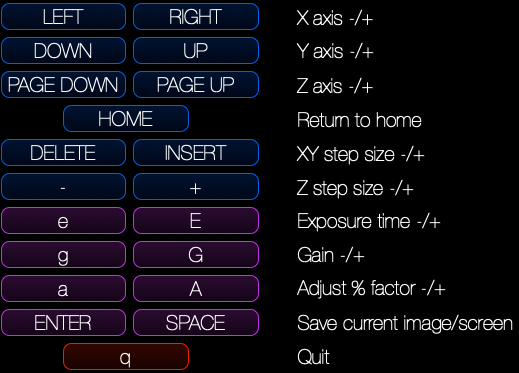 LEFT RIGHT X axis -/+
DOWN UP Y axis -/+
PAGE DOWN PAGE UP Z axis -/+
HOME Return to home
DELETE INSERT XY step size -/+
- + Z step size -/+
e E Exposure time -/+
g G Gain -/+
a A Adjust % factor -/+
ENTER SPACE Save current image/screen
q Quit